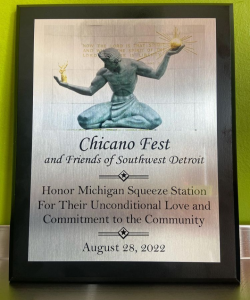 Chicano Fest
and Friends of Southwest Detroit
Honor Michigan Squeeze Station
For Their Unconditional Love and
Commitment to the Community
August 28, 2022